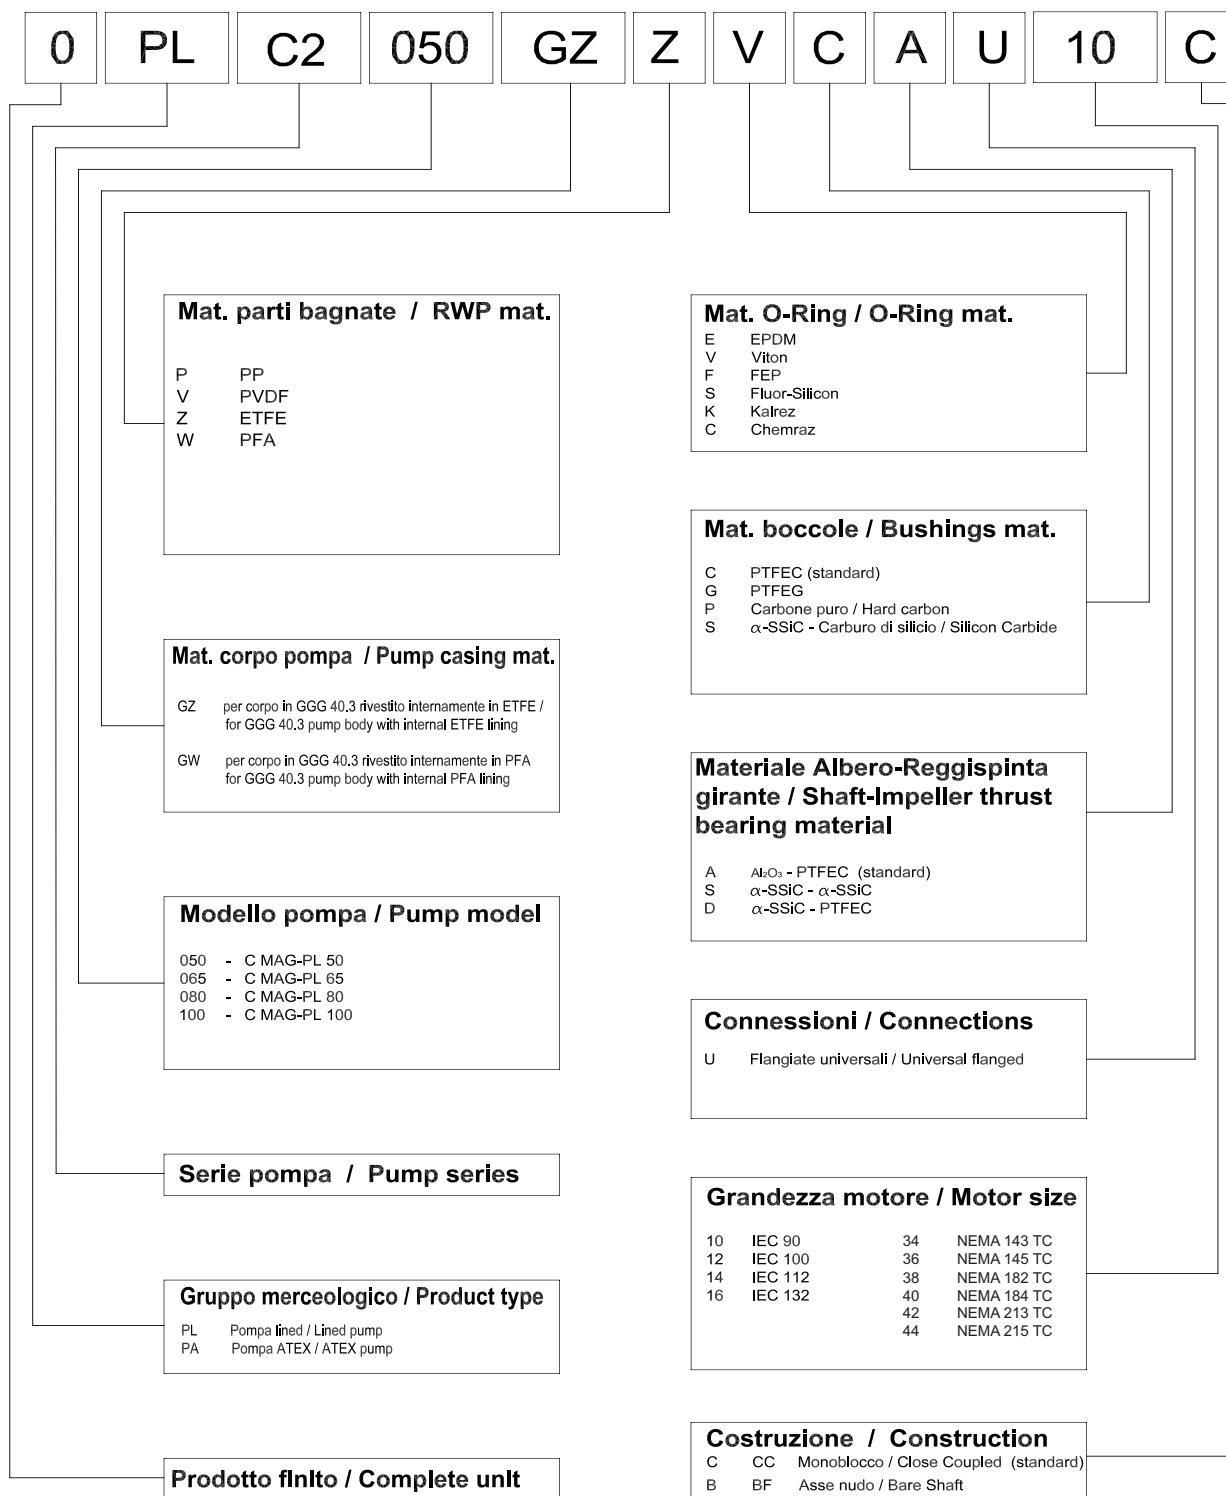 0 PL C2 050 GZ Z V C A U 10 C
Mat. parti bagnate / RWP mat.
P PP
V PVDF
Z ETFE
W PFA
Mat. corpo pompa / Pump casing mat.
GZ per corpo in GGG 40.3 rivestito internamente in ETFE /
for GGG 40.3 pump body with internal ETFE lining
GW per corpo in GGG 40.3 rivestito internamente in PFA
for GGG 40.3 pump body with internal PFA lining
Modello pompa / Pump model
050 - C MAG-PL 50
065 - C MAG-PL 65
080 - C MAG-PL 80
100 - C MAG-PL 100
Serie pompa / Pump series
Gruppo merceologico / Product type
PL Pompa lined / Lined pump
PA Pompa ATEX / ATEX pump
Prodotto finito / Complete unit
Mat. O-Ring / O-Ring mat.
E EPDM
V Viton
F FEP
S Fluor-Silicon
K Kalrez
C Chemraz
Mat. boccole / Bushings mat.
C PTFEC (standard)
G PTFEG
P Carbone puro / Hard carbon
S α-SSiC - Carburo di silicio / Silicon Carbide
Materiale Albero-Reggispinta
girante / Shaft-Impeller thrust
bearing material
A Al₂O₃ - PTFEC (standard)
S α-SSiC - α-SSiC
D α-SSiC - PTFEC
Connessioni / Connections
U Flangiate universali / Universal flanged
Grandezza motore / Motor size
10 IEC 90 34 NEMA 143 TC
12 IEC 100 36 NEMA 145 TC
14 IEC 112 38 NEMA 182 TC
16 IEC 132 40 NEMA 184 TC
42 NEMA 213 TC
44 NEMA 215 TC
Costruzione / Construction
C CC Monoblocco / Close Coupled (standard)
B BF Asse nudo / Bare Shaft